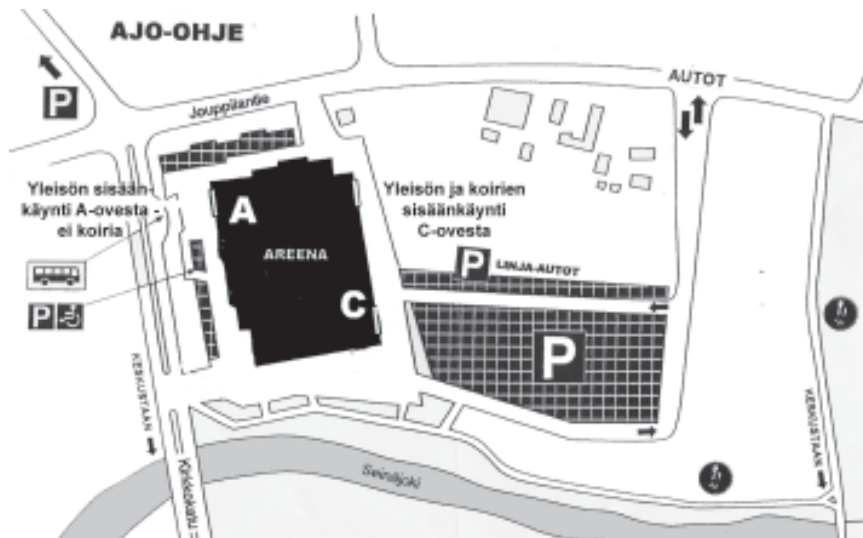 AJO-OHJE
AUTOT
P
Jouppilantie
Yleisön sisään-
käynti A-ovesta -
ei koiria
A
AREENA
C
Yleisön ja koirien
sisäänkäynti
C-ovesta
P LINJA-AUTOT
P
P
KESKUSTAAN
KESKUSTAAN
Kirkkokatu
Seinäjoki